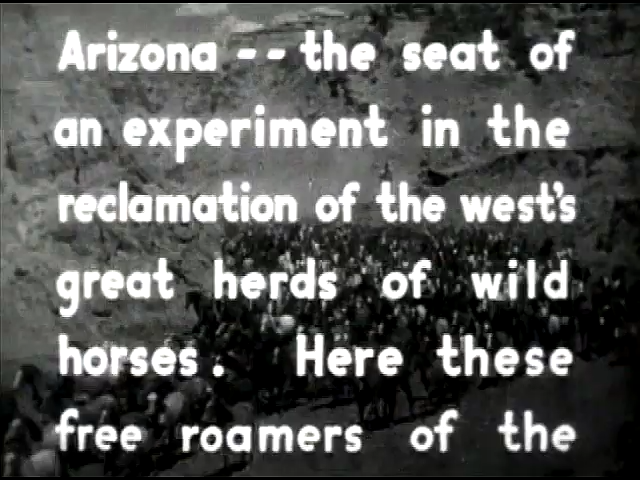 Arizona -- the seat of
an experiment in the
reclamation of the west's
great herds of wild
horses. Here these
free roamers of the